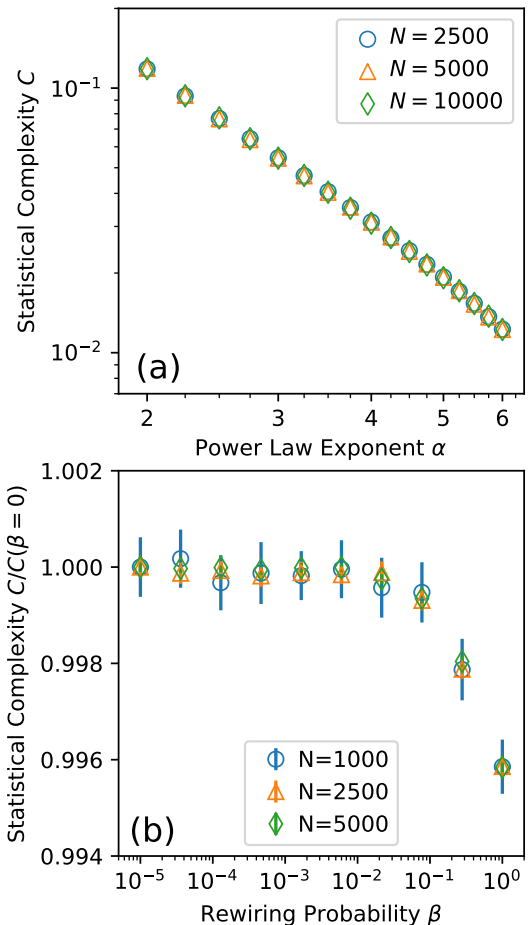 Statistical Complexity C
10⁻¹
10⁻²
N = 2500
N = 5000
N = 10000
(a)
2 3 4 5 6
Power Law Exponent α
Statistical Complexity C/C(β = 0)
1.002
1.000
0.998
0.996
0.994
N=1000
N=2500
N=5000
(b)
10⁻⁵ 10⁻⁴ 10⁻³ 10⁻² 10⁻¹ 10⁰
Rewiring Probability β